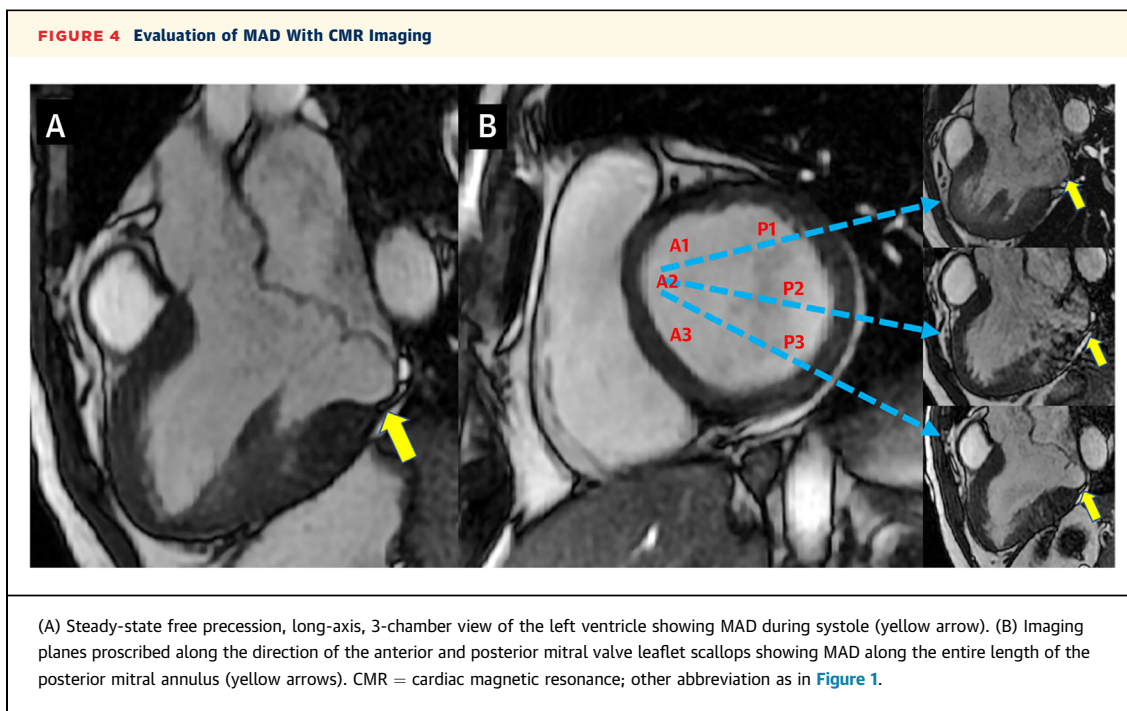 FIGURE 4 Evaluation of MAD With CMR Imaging
A
B
A1
P1
A2
P2
A3
P3
(A) Steady-state free precession, long-axis, 3-chamber view of the left ventricle showing MAD during systole (yellow arrow). (B) Imaging
planes proscribed along the direction of the anterior and posterior mitral valve leaflet scallops showing MAD along the entire length of the
posterior mitral annulus (yellow arrows). CMR = cardiac magnetic resonance; other abbreviation as in Figure 1.